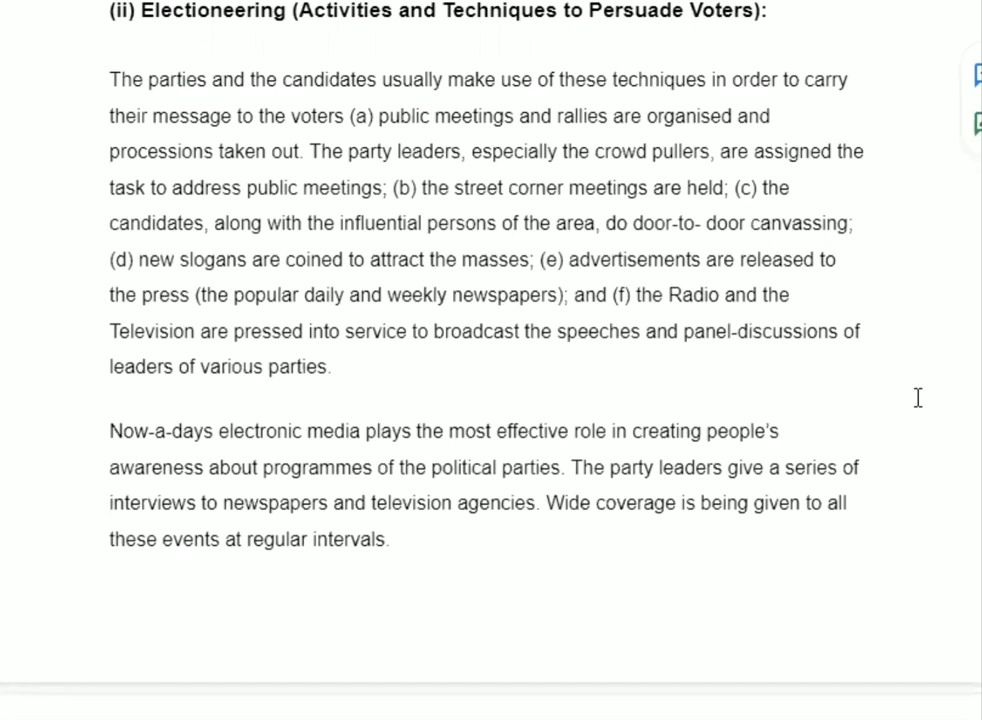 (ii) Electioneering (Activities and Techniques to Persuade Voters):
The parties and the candidates usually make use of these techniques in order to carry
their message to the voters (a) public meetings and rallies are organised and
processions taken out. The party leaders, especially the crowd pullers, are assigned the
task to address public meetings; (b) the street corner meetings are held; (c) the
candidates, along with the influential persons of the area, do door-to- door canvassing;
(d) new slogans are coined to attract the masses; (e) advertisements are released to
the press (the popular daily and weekly newspapers); and (f) the Radio and the
Television are pressed into service to broadcast the speeches and panel-discussions of
leaders of various parties.
Now-a-days electronic media plays the most effective role in creating people's
awareness about programmes of the political parties. The party leaders give a series of
interviews to newspapers and television agencies. Wide coverage is being given to all
these events at regular intervals.